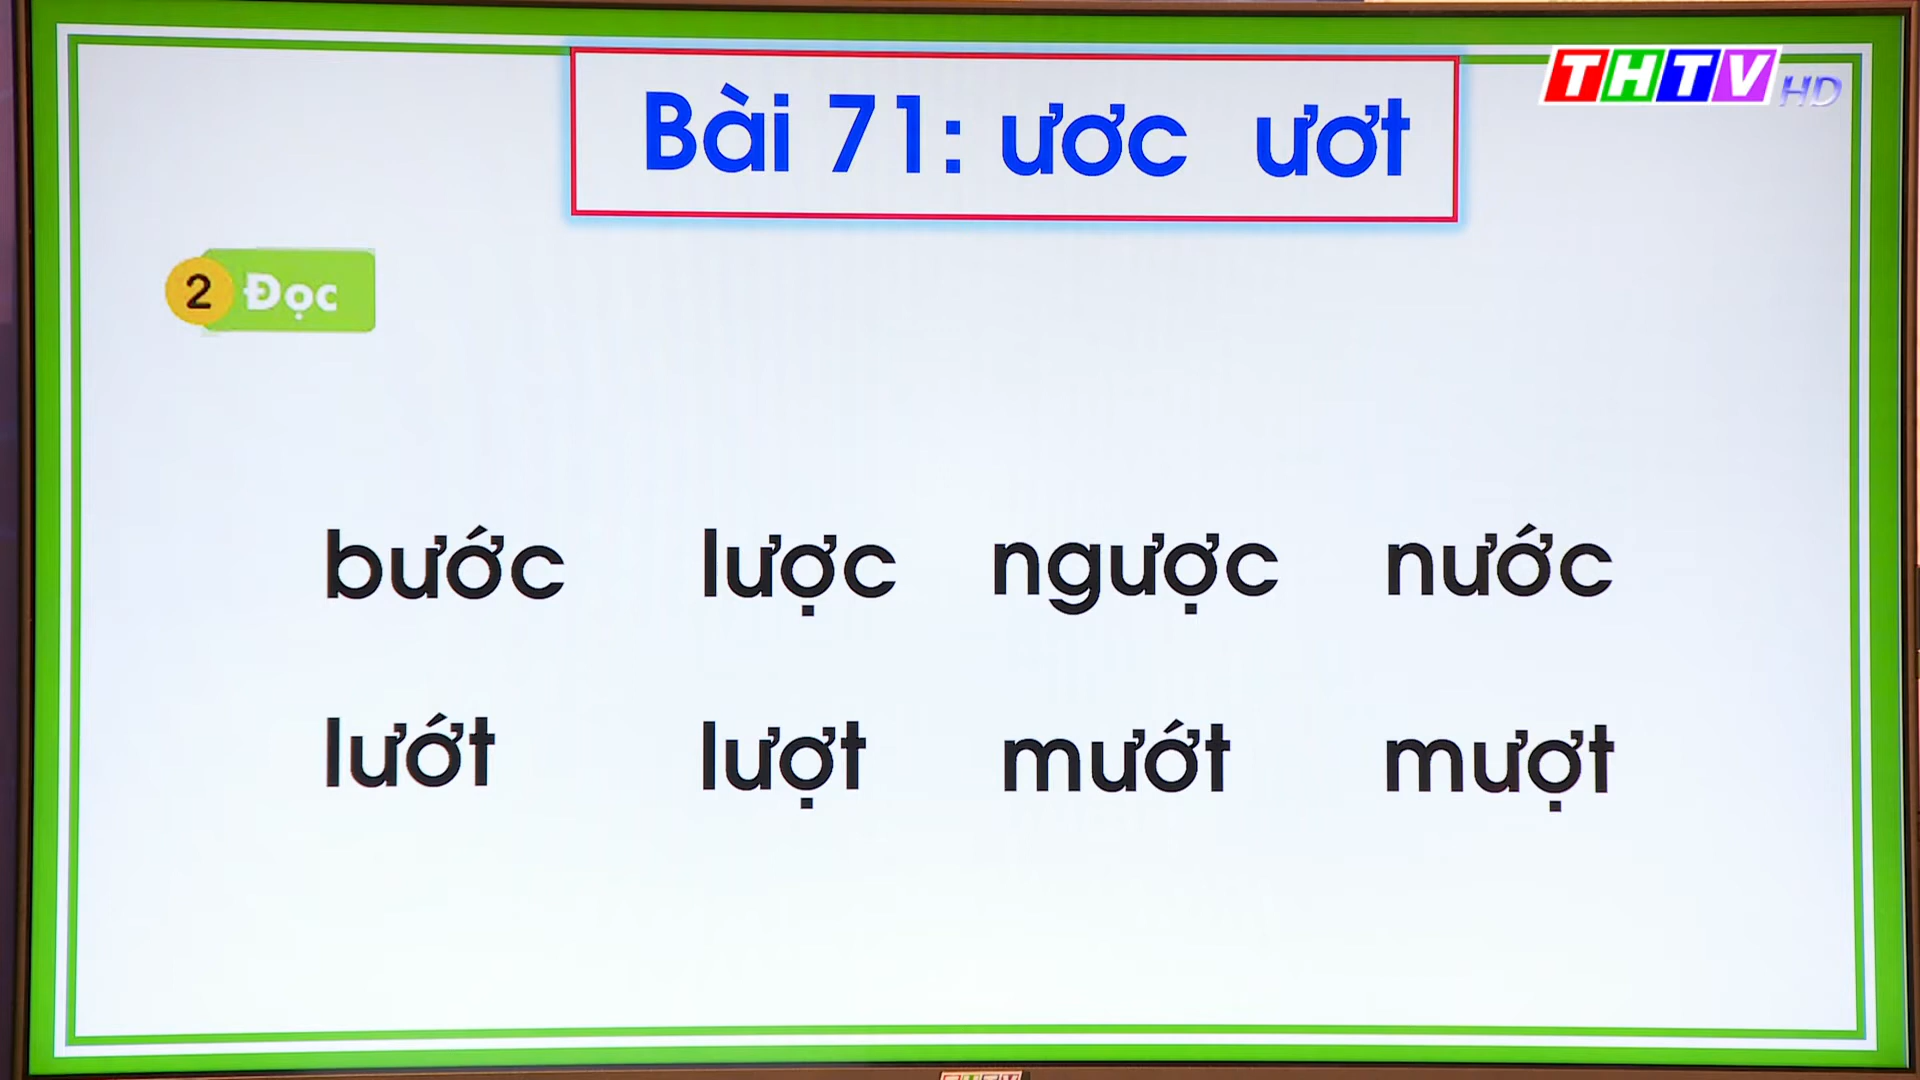 Bài 71: ươc ươt
THTV HD
2 Đọc
bước lược ngược nước
lướt lượt mướt mượt